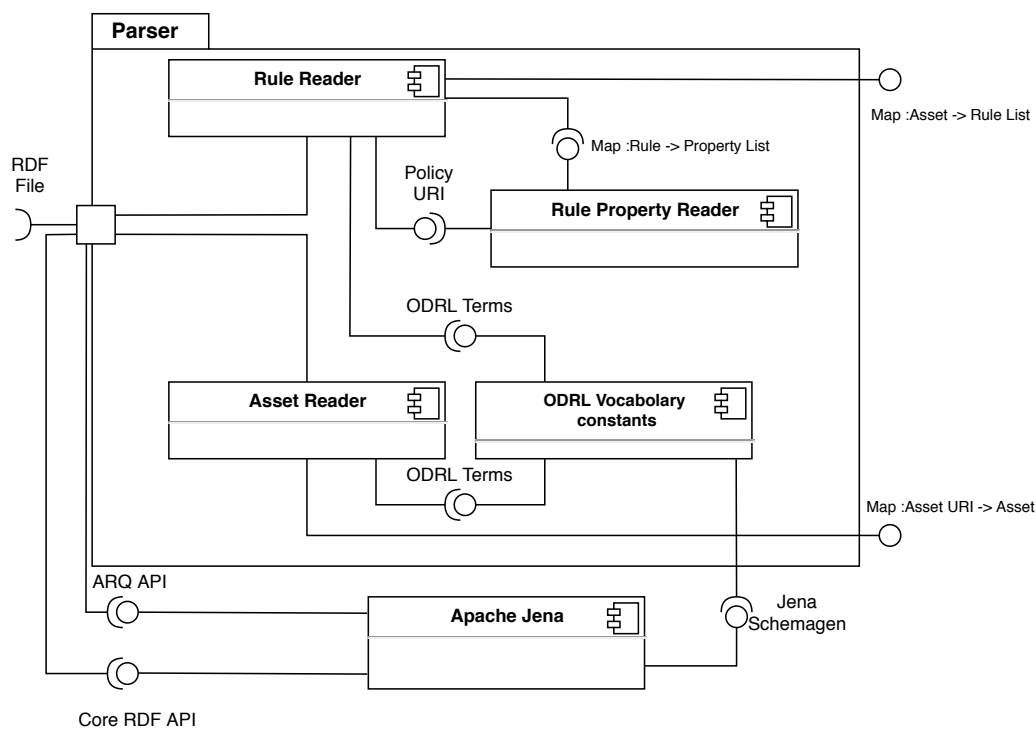 Parser
Rule Reader
Map :Asset -> Rule List
Map :Rule -> Property List
RDF
File
Policy
URI
Rule Property Reader
ODRL Terms
Asset Reader
ODRL Vocabolary
constants
ODRL Terms
Map :Asset URI -> Asset
ARQ API
Apache Jena
Jena
Schemagen
Core RDF API